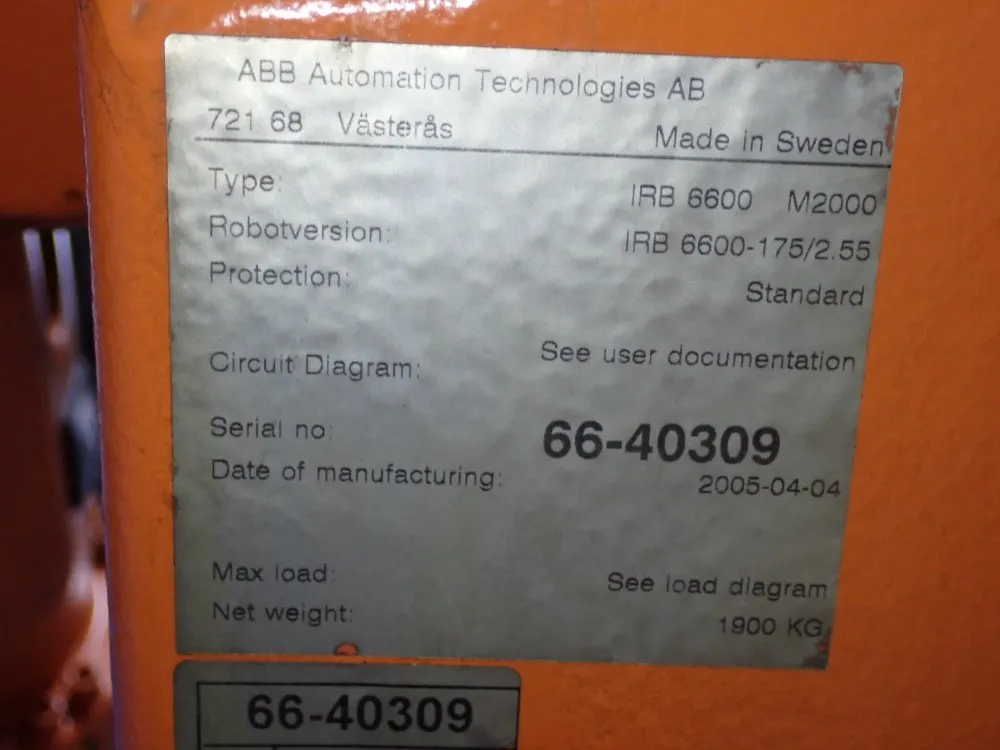 ABB Automation Technologies AB
721 68 Västerås Made in Sweden
Type: IRB 6600 M2000
Robotversion: IRB 6600-175/2.55
Protection: Standard
Circuit Diagram: See user documentation
Serial no: 66-40309
Date of manufacturing: 2005-04-04
Max load: See load diagram
Net weight: 1900 KG
66-40309